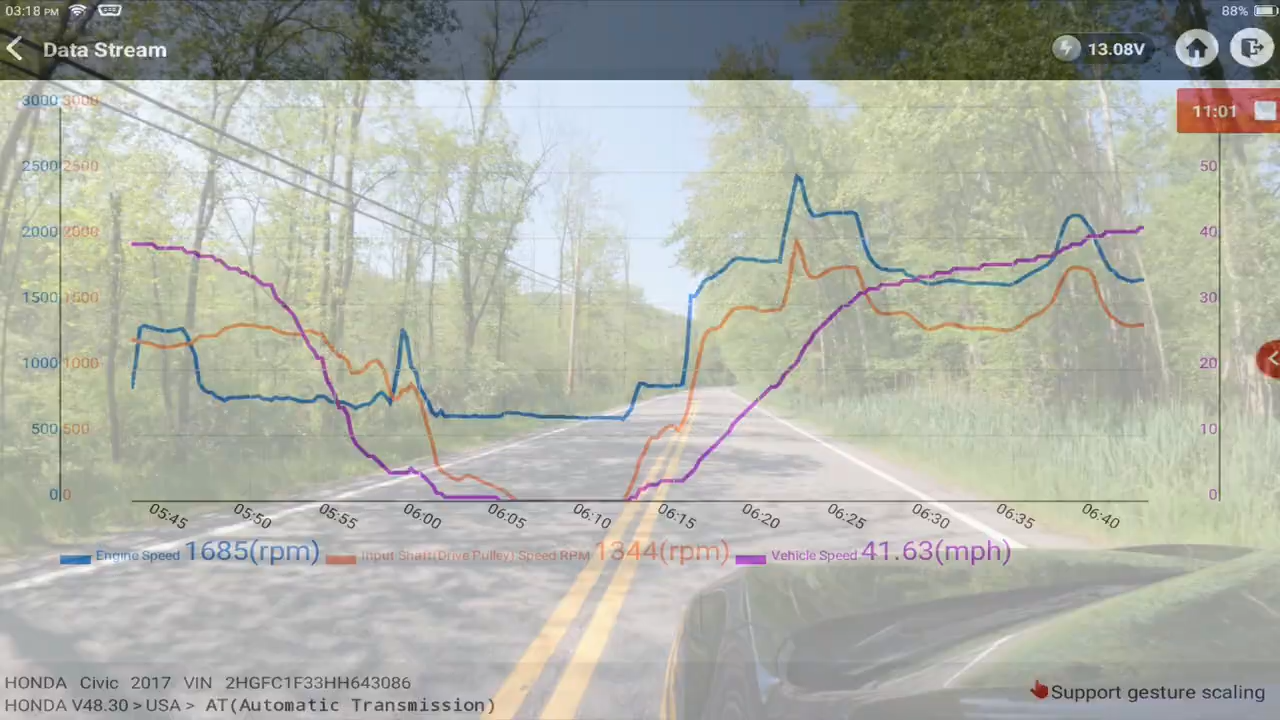 03:18 PM 88%
Data Stream 13.08V
11:01
3000 3000
2500 2500 50
2000 2000 40
1500 1500 30
1000 1000 20
500 500 10
0 0 0
05:45 05:50 05:55 06:00 06:05 06:10 06:15 06:20 06:25 06:30 06:35 06:40
Engine Speed 1685(rpm) Input Shaft(Drive Pulley) Speed RPM 1344(rpm) Vehicle Speed 41.63(mph)
HONDA Civic 2017 VIN 2HGFC1F33HH643086
HONDA V48.30 > USA > AT(Automatic Transmission)
Support gesture scaling